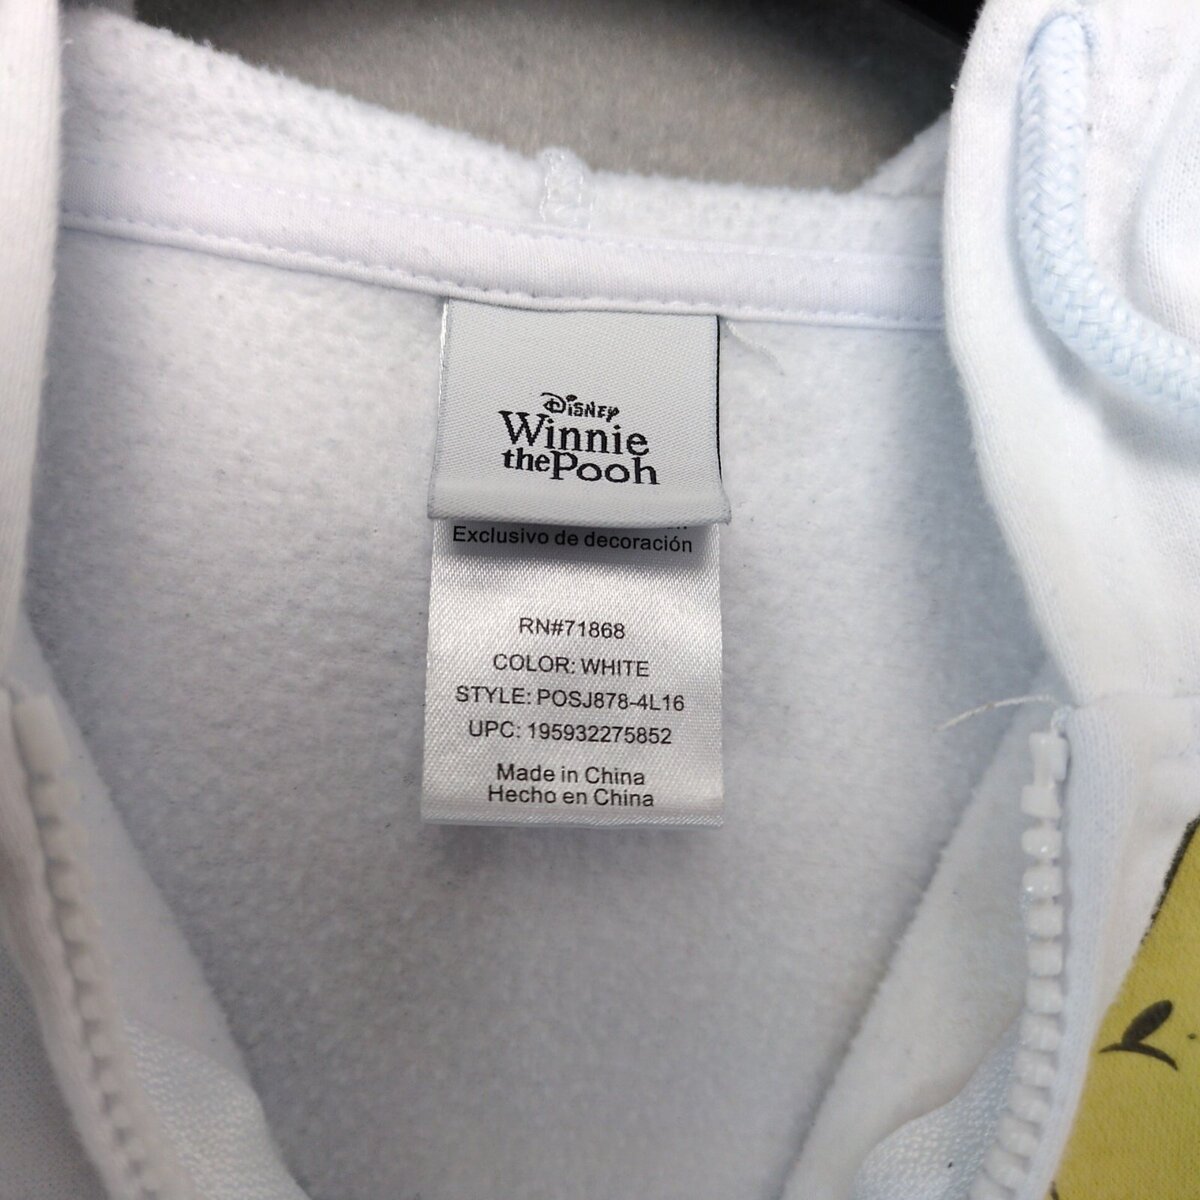 Disney
Winnie
the Pooh
Exclusivo de decoración
RN#71868
COLOR: WHITE
STYLE: POSJ878-4L16
UPC: 195932275852
Made in China
Hecho en China